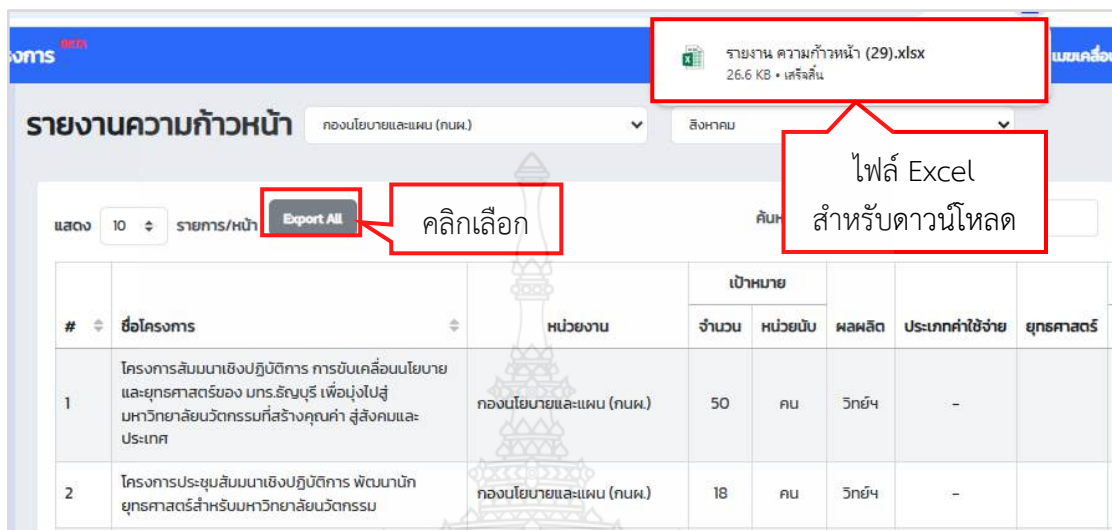 BETA
รายงาน ความก้าวหน้า (29).xlsx
26.6 KB • เสร็จสิ้น
รายงานความก้าวหน้า
กองนโยบายและแผน (กนผ.)
สิงหาคม
ไฟล์ Excel
สำหรับดาวน์โหลด
แสดง 10 รายการ/หน้า
Export All
คลิกเลือก
เป้าหมาย
# ชื่อโครงการ หน่วยงาน จำนวน หน่วยนับ ผลผลิต ประเภทค่าใช้จ่าย ยุทธศาสตร์
โครงการสัมมนาเชิงปฏิบัติการ การขับเคลื่อนนโยบาย
และยุทธศาสตร์ของ มทร.ธัญบุรี เพื่อมุ่งไปสู่
1 มหาวิทยาลัยนวัตกรรมที่สร้างคุณค่า สู่สังคมและ กองนโยบายและแผน (กนผ.) 50 คน วิทย์ฯ -
ประเทศ
โครงการประชุมสัมมนาเชิงปฏิบัติการ พัฒนานัก
2 ยุทธศาสตร์สำหรับมหาวิทยาลัยนวัตกรรม กองนโยบายและแผน (กนผ.) 18 คน วิทย์ฯ -